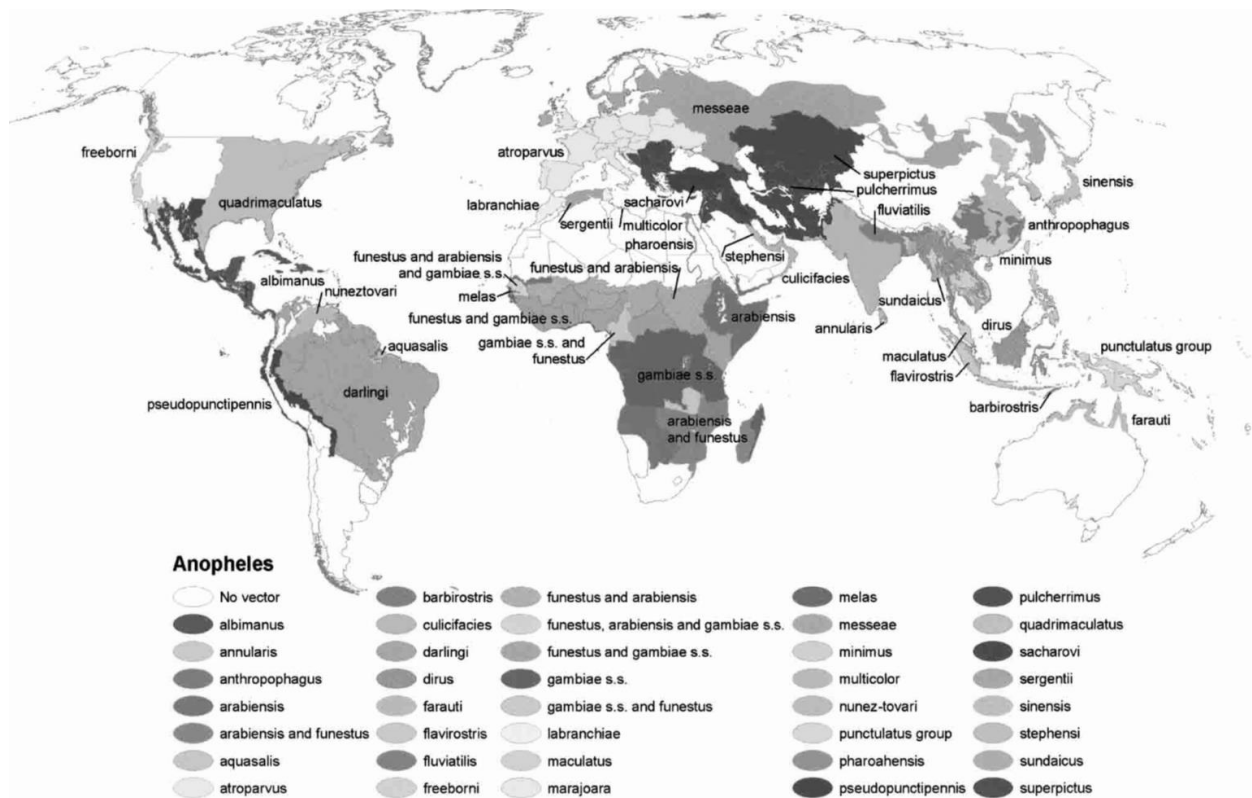 messeae
freeborni
atroparvus
superpictus
pulcherrimus
sinensis
quadrimaculatus
labranchiae
sacharovi
fluviatilis
sergentii
multicolor
anthropophagus
pharoensis
stephensi
minimus
funestus and arabiensis
and gambiae s.s.
funestus and arabiensis
albimanus
nuneztovari
culicifacies
melas
sundaicus
funestus and gambiae s.s.
arabiensis
annularis
dirus
aquasalis
gambiae s.s. and
funestus
maculatus
punctulatus group
gambiae s.s.
flavirostris
darlingi
pseudopunctipennis
barbirostris
arabiensis
and funestus
farauti
Anopheles
No vector
albimanus
annularis
anthropophagus
arabiensis
arabiensis and funestus
aquasalis
atroparvus
barbirostris
culicifacies
darlingi
dirus
farauti
flavirostris
fluviatilis
freeborni
funestus and arabiensis
funestus, arabiensis and gambiae s.s.
funestus and gambiae s.s.
gambiae s.s.
gambiae s.s. and funestus
labranchiae
maculatus
marajoara
melas
messeae
minimus
multicolor
nunez-tovari
punctulatus group
pharoahensis
pseudopunctipennis
pulcherrimus
quadrimaculatus
sacharovi
sergentii
sinensis
stephensi
sundaicus
superpictus